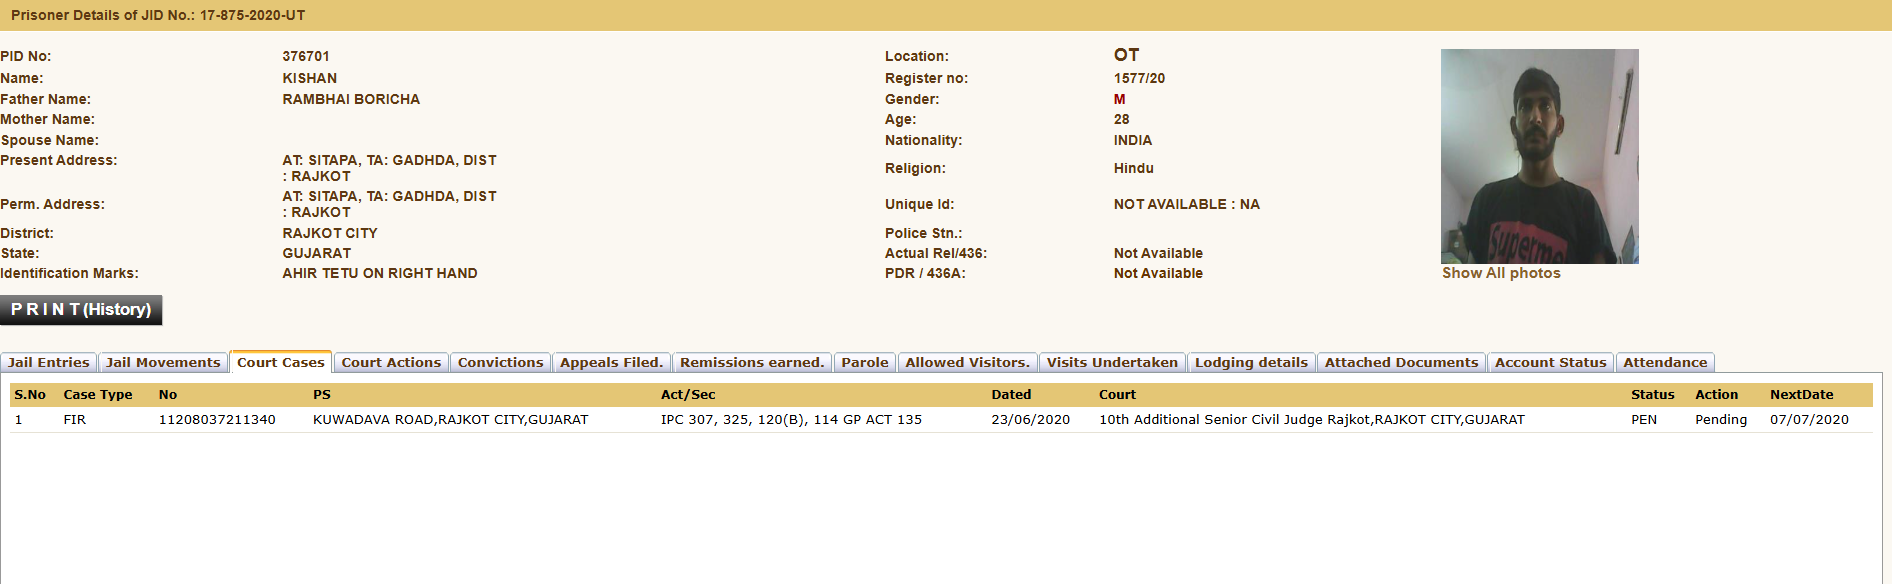 Prisoner Details of JID No.: 17-875-2020-UT
PID No: 376701 Location: OT
Name: KISHAN Register no: 1577/20
Father Name: RAMBHAI BORICHA Gender: M
Mother Name: Age: 28
Spouse Name: Nationality: INDIA
Present Address: AT: SITAPA, TA: GADHDA, DIST
: RAJKOT Religion: Hindu
Perm. Address: AT: SITAPA, TA: GADHDA, DIST
: RAJKOT Unique Id: NOT AVAILABLE : NA
District: RAJKOT CITY Police Stn.:
State: GUJARAT Actual Rel/436: Not Available
Identification Marks: AHIR TETU ON RIGHT HAND PDR / 436A: Not Available
Superme
Show All photos
P R I N T (History)
Jail Entries Jail Movements Court Cases Court Actions Convictions Appeals Filed. Remissions earned. Parole Allowed Visitors. Visits Undertaken Lodging details Attached Documents Account Status Attendance
S.No Case Type No PS Act/Sec Dated Court Status Action NextDate
1 FIR 11208037211340 KUWADAVA ROAD,RAJKOT CITY,GUJARAT IPC 307, 325, 120(B), 114 GP ACT 135 23/06/2020 10th Additional Senior Civil Judge Rajkot,RAJKOT CITY,GUJARAT PEN Pending 07/07/2020